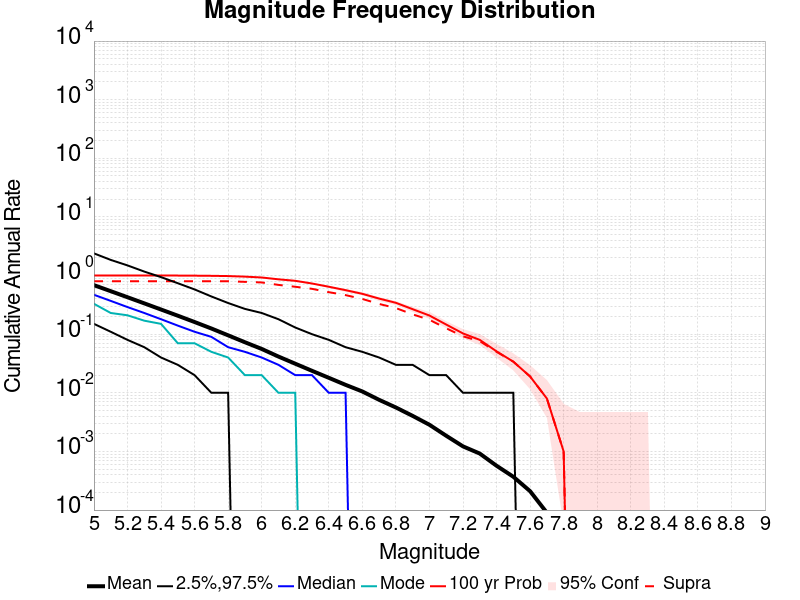 Magnitude Frequency Distribution
10 4
10 3
10 2
10 1
10 0
10 -1
10 -2
10 -3
10 -4
Cumulative Annual Rate
5 5.2 5.4 5.6 5.8 6 6.2 6.4 6.6 6.8 7 7.2 7.4 7.6 7.8 8 8.2 8.4 8.6 8.8 9
Magnitude
Mean 2.5%,97.5% Median Mode 100 yr Prob 95% Conf Supra